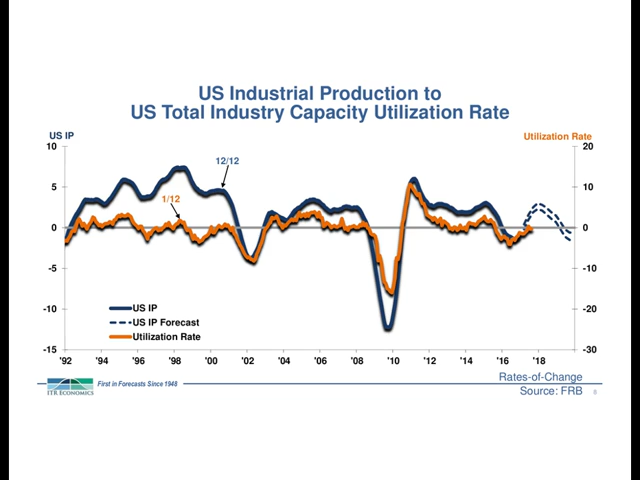 US Industrial Production to
US Total Industry Capacity Utilization Rate
US IP
Utilization Rate
10
20
12/12
5
10
1/12
0
0
-5
-10
-10
-20
US IP
US IP Forecast
Utilization Rate
-15
-30
'92 '94 '96 '98 '00 '02 '04 '06 '08 '10 '12 '14 '16 '18
Rates-of-Change
ITR ECONOMICS
First in Forecasts Since 1948
Source: FRB
8